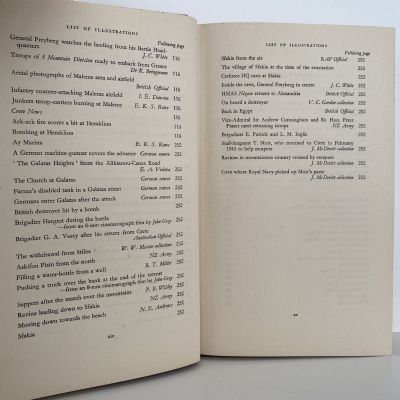 LIST OF ILLUSTRATIONS
Following page
General Freyberg watches the landing from his Battle Head-
quarters J. C. White 116
Troops of 5 Mountain Division ready to embark from Greece
Dr K. Bringmann 116
Aerial photographs of Maleme area and airfield
British Official 116
Infantry counter-attacking Maleme airfield
I. E. 116
Junkers troop-carriers burning at Maleme E. K. S. Rowe 116
Crete News 116
Ack-ack fire scores a hit at Heraklion 116
Bombing at Heraklion 116
Ay Marina E. K. S. Rowe 116
A German machine-gunner covers the advance German source 252
'The Galatas Heights' from the Alikianou-Canea Road
252
The Church at Galatas German source 252
Farran's disabled tank in a Galatas street German source 252
Germans enter Galatas after the attack German source 252
British destroyer hit by a bomb 252
Brigadier Hargest during the battle
—from an 8-mm cinematograph film by John Grey 252
Brigadier G. A. Vasey after his return from Crete
Australian Official 252
The withdrawal from Stilos W. W. Mason collection 252
Askifou Plain from the north NZ Army 252
Filling a water-bottle from a well R. T. Miller 252
Pushing a truck over the bank at the end of the retreat
—from an 8-mm cinematograph film by John Grey 252
Sappers after the march over the mountains P. E. Wildey 252
Ravine leading down to Sfakia NZ Army 252
Moving down towards the beach N. E. Andrews 252
Sfakia 252
xiv
LIST OF ILLUSTRATIONS
Following page
Sfakia from the air RAF Official 252
The village of Sfakia at the time of the evacuation 252
Creforce HQ cave at Sfakia 252
Inside the cave, General Freyberg in centre J. C. White 252
HMAS Nizam returns to Alexandria British Official 252
On board a destroyer V. C. Gordon collection 252
Back in Egypt British Official 252
Vice-Admiral Sir Andrew Cunningham and Rt. Hon. Peter
Fraser meet returning troops NZ Army 252
Brigadiers E. Puttick and L. M. Inglis 252
Staff-Sergeant T. Moir, who returned to Crete in February
1943 to help escapers J. McDevitt collection 252
Ravines in mountainous country crossed by escapers
J. McDevitt collection 252
Cove where Royal Navy picked up Moir's party
J. McDevitt collection 252
xv